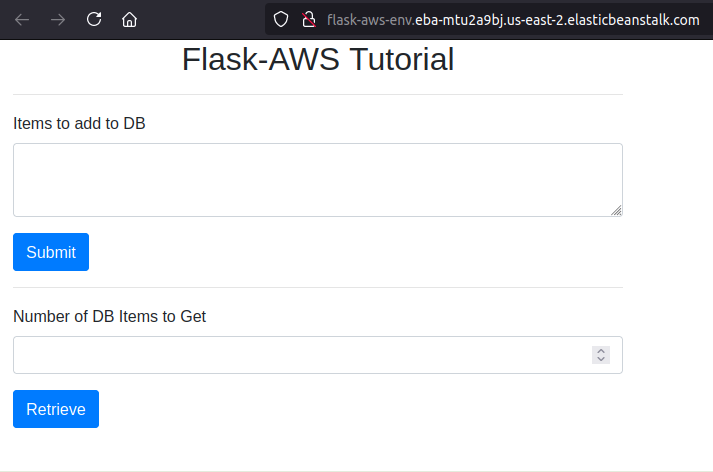 flask-aws-env.eba-mtu2a9bj.us-east-2.elasticbeanstalk.com
Flask-AWS Tutorial
Items to add to DB
Submit
Number of DB Items to Get
Retrieve